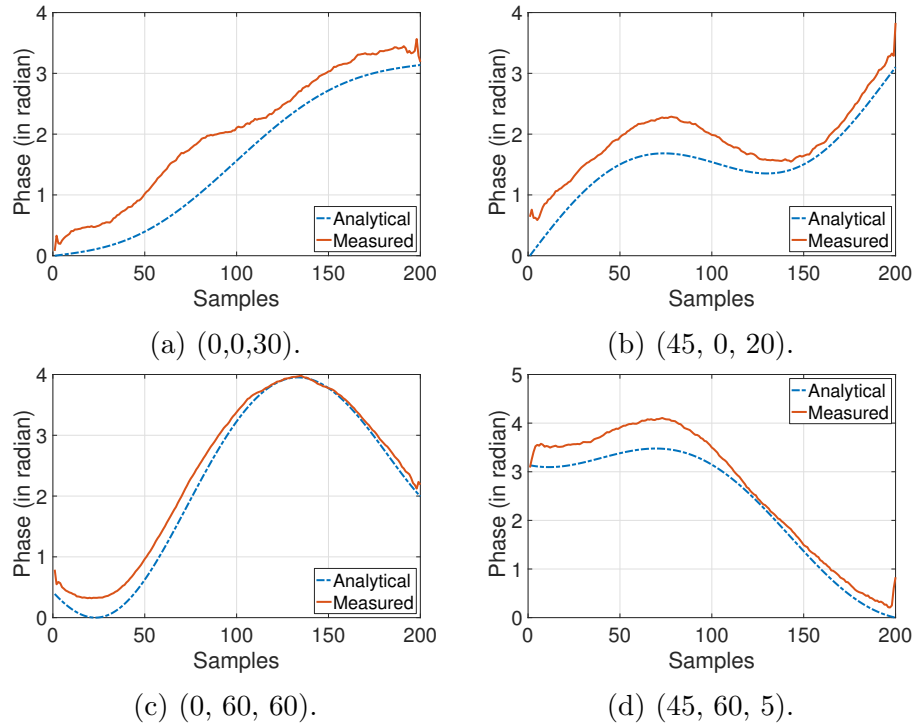 Phase (in radian)
4
3
2
1
0
0 50 100 150 200
Samples
Analytical
Measured
(a) (0,0,30).
Phase (in radian)
4
3
2
1
0
0 50 100 150 200
Samples
Analytical
Measured
(b) (45, 0, 20).
Phase (in radian)
4
3
2
1
0
0 50 100 150 200
Samples
Analytical
Measured
(c) (0, 60, 60).
Phase (in radian)
5
4
3
2
1
0
0 50 100 150 200
Samples
Analytical
Measured
(d) (45, 60, 5).